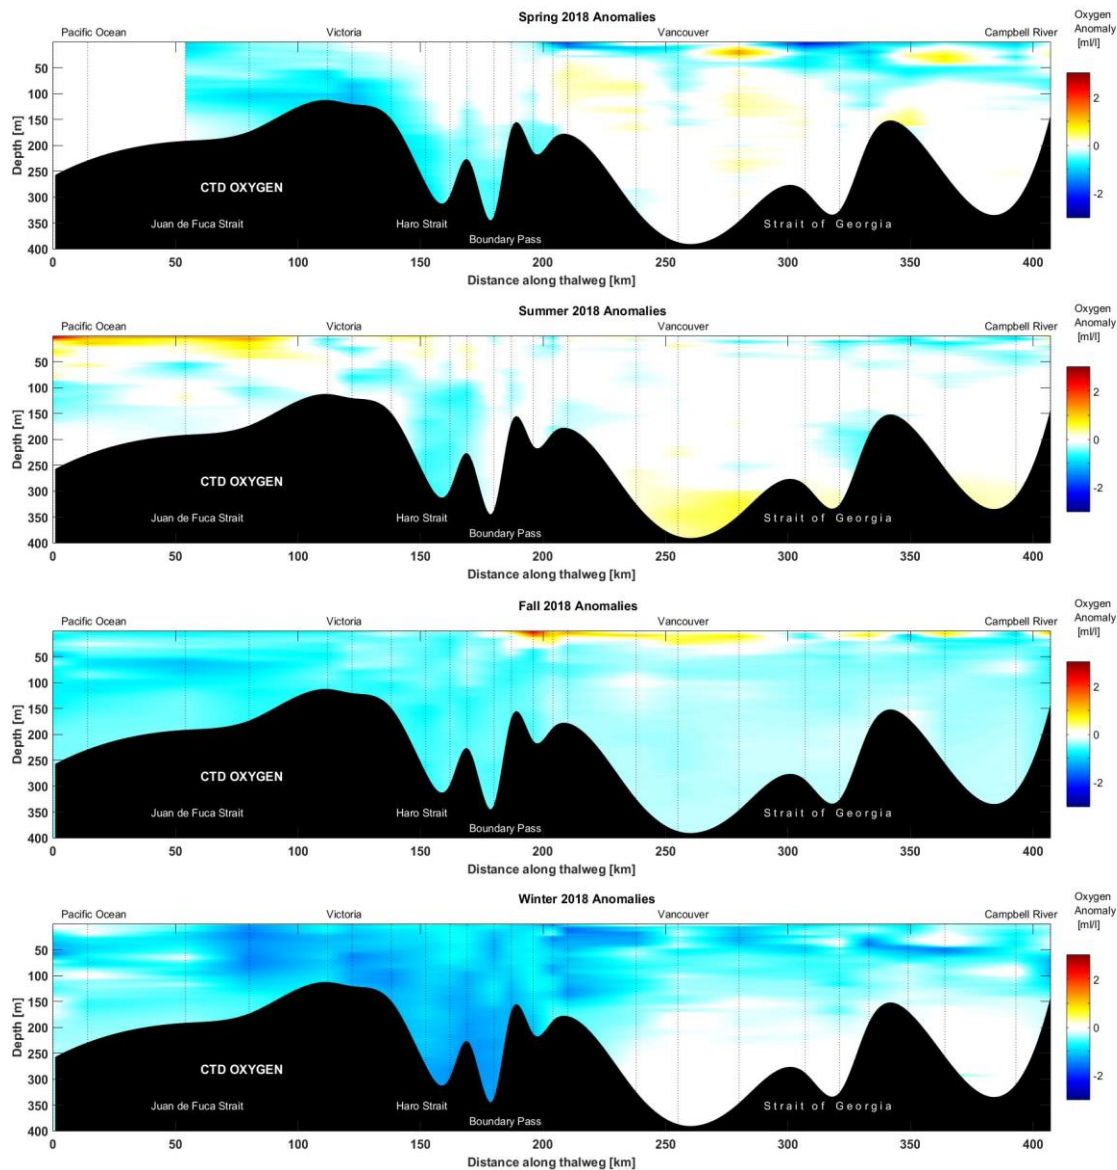 Spring 2018 Anomalies
Oxygen
Anomaly
[ml/l]
Pacific Ocean Victoria Vancouver Campbell River
50
100
150
200
250
300
350
400
Depth [m]
CTD OXYGEN
Juan de Fuca Strait Haro Strait Strait of Georgia
Boundary Pass
2
0
-2
0 50 100 150 200 250 300 350 400
Distance along thalweg [km]
Summer 2018 Anomalies
Oxygen
Anomaly
[ml/l]
Pacific Ocean Victoria Vancouver Campbell River
50
100
150
200
250
300
350
400
Depth [m]
CTD OXYGEN
Juan de Fuca Strait Haro Strait Strait of Georgia
Boundary Pass
2
0
-2
0 50 100 150 200 250 300 350 400
Distance along thalweg [km]
Fall 2018 Anomalies
Oxygen
Anomaly
[ml/l]
Pacific Ocean Victoria Vancouver Campbell River
50
100
150
200
250
300
350
400
Depth [m]
CTD OXYGEN
Juan de Fuca Strait Haro Strait Strait of Georgia
Boundary Pass
2
0
-2
0 50 100 150 200 250 300 350 400
Distance along thalweg [km]
Winter 2018 Anomalies
Oxygen
Anomaly
[ml/l]
Pacific Ocean Victoria Vancouver Campbell River
50
100
150
200
250
300
350
400
Depth [m]
CTD OXYGEN
Juan de Fuca Strait Haro Strait Strait of Georgia
Boundary Pass
2
0
-2
0 50 100 150 200 250 300 350 400
Distance along thalweg [km]